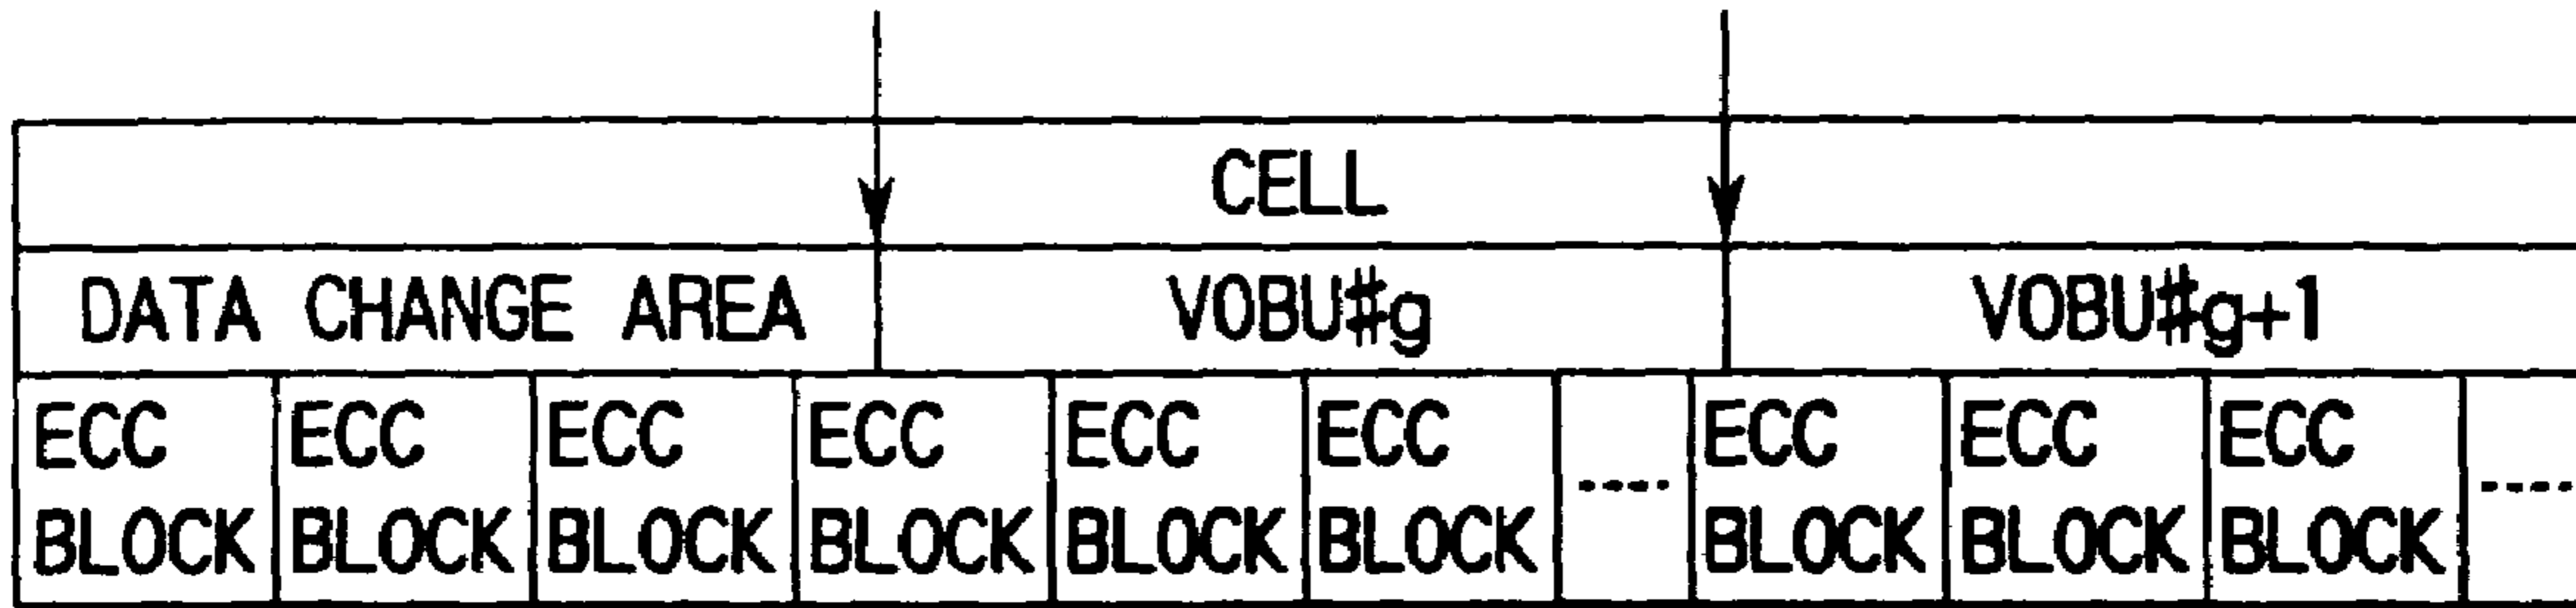 CELL
DATA CHANGE AREA VOBU#g VOBU#g+1
ECC ECC ECC ECC ECC ECC ---- ECC ECC ECC ----
BLOCK BLOCK BLOCK BLOCK BLOCK BLOCK BLOCK BLOCK BLOCK